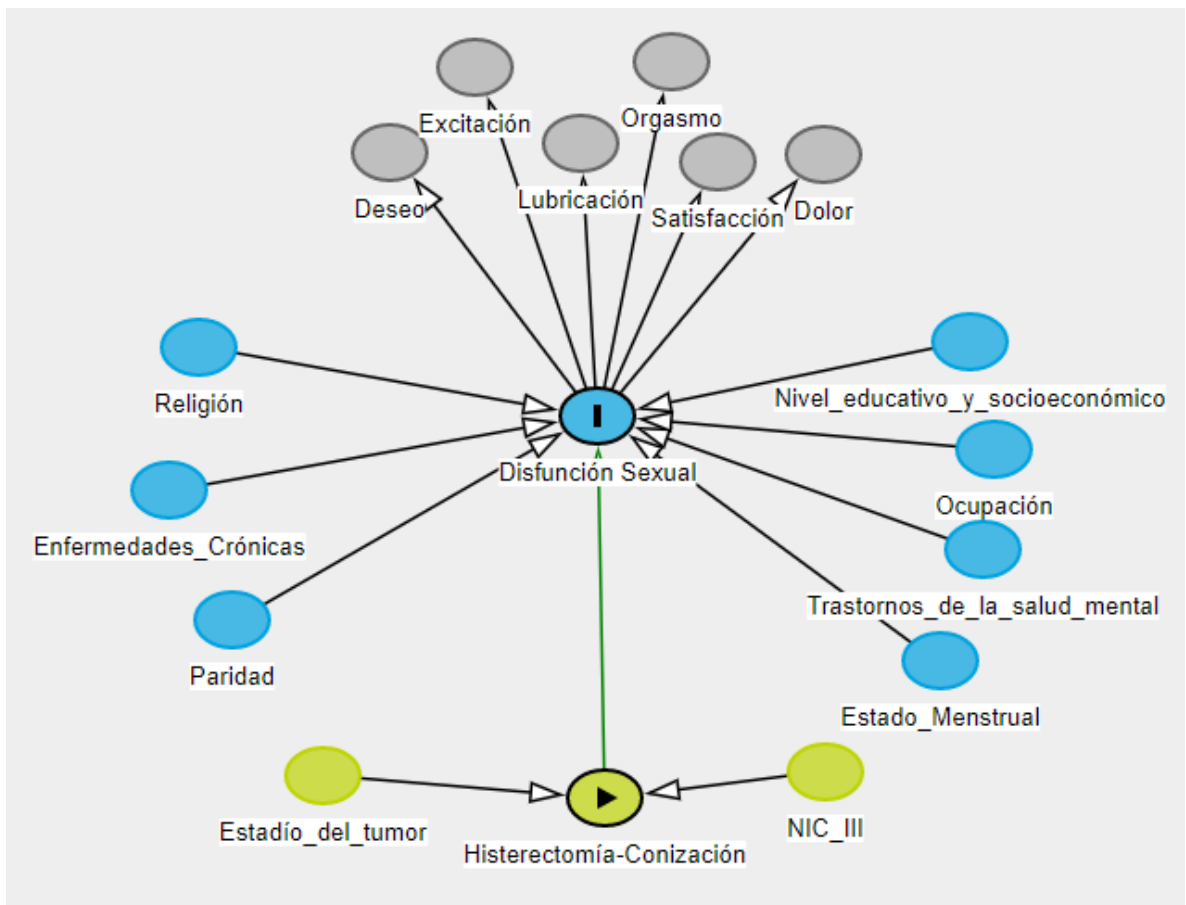 Excitación
Orgasmo
Deseo
Lubricación
Satisfacción
Dolor
Religión
Nivel_educativo_y_socioeconómico
Disfunción Sexual
Ocupación
Enfermedades_Crónicas
Trastornos_de_la_salud_mental
Paridad
Estado_Menstrual
Estadío_del_tumor
NIC_III
Histerectomía-Conización